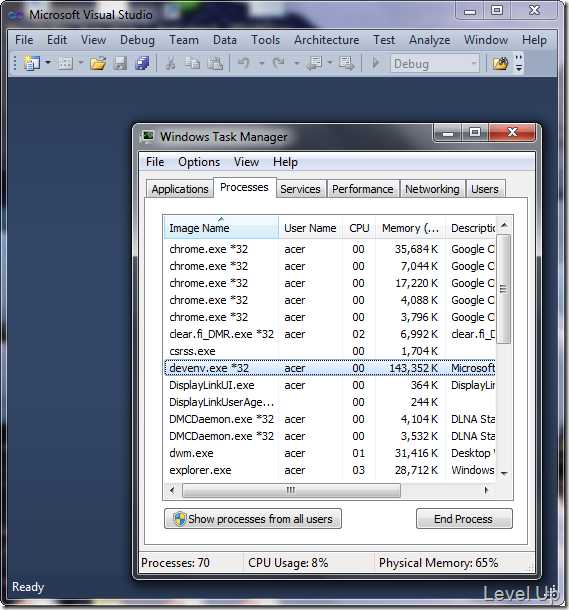 Microsoft Visual Studio
File Edit View Debug Team Data Tools Architecture Test Analyze Window Help
Debug
Windows Task Manager
File Options View Help
Applications Processes Services Performance Networking Users
Image Name User Name CPU Memory (... Descriptio
chrome.exe *32 acer 00 35,684 K Google C
chrome.exe *32 acer 00 7,044 K Google C
chrome.exe *32 acer 00 17,220 K Google C
chrome.exe *32 acer 00 4,088 K Google C
chrome.exe *32 acer 00 3,796 K Google C
clear.fi_DMR.exe *32 acer 02 6,992 K clear.fi_D
csrss.exe 00 1,704 K
devenv.exe *32 acer 00 143,352 K Microsoft
DisplayLinkUI.exe acer 00 364 K DisplayLin
DisplayLinkUserAge... 00 244 K
DMCDaemon.exe *32 acer 00 4,104 K DLNA Sta
DMCDaemon.exe *32 acer 00 3,532 K DLNA Sta
dwm.exe acer 01 31,416 K Desktop
explorer.exe acer 03 28,712 K Windows
Show processes from all users End Process
Processes: 70 CPU Usage: 8% Physical Memory: 65%
Ready
Level Up